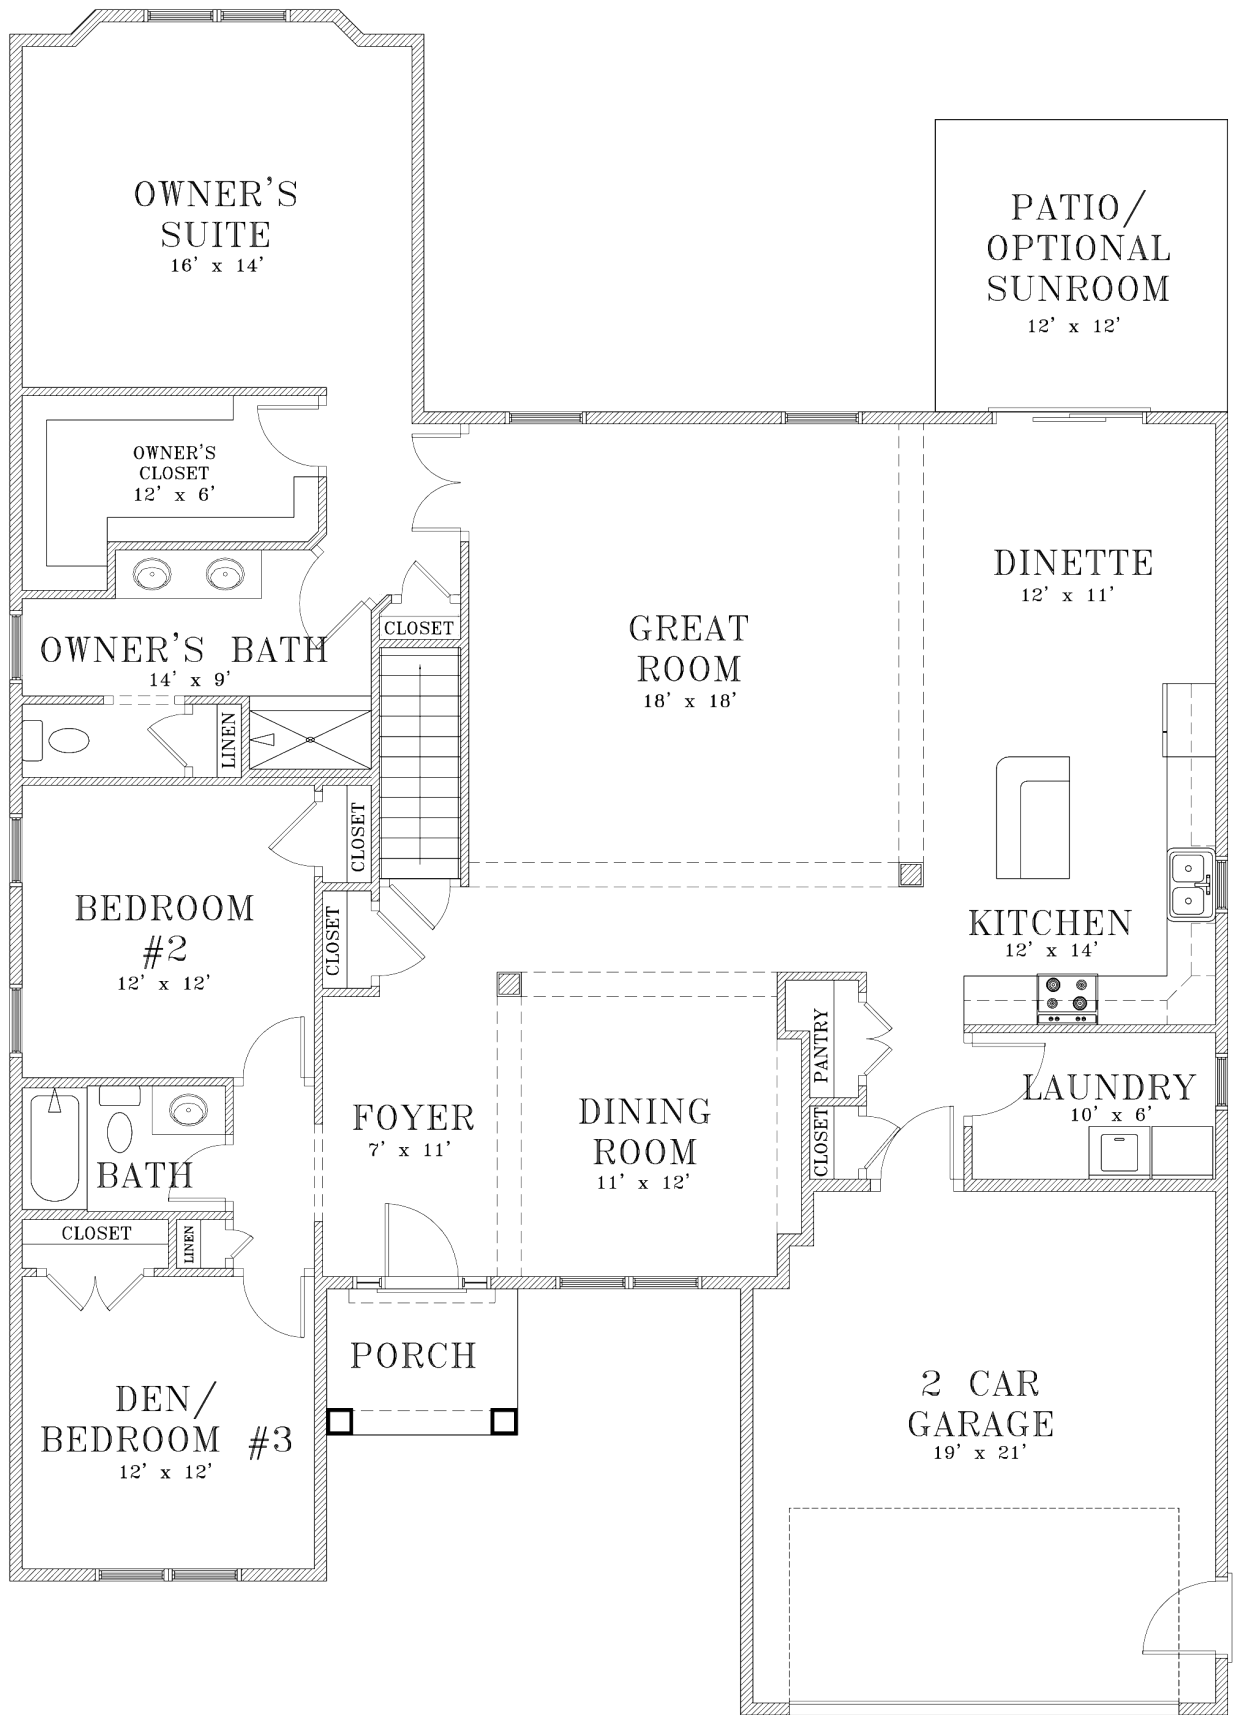 OWNER'S
SUITE
16' x 14'
PATIO/
OPTIONAL
SUNROOM
12' x 12'
OWNER'S
CLOSET
12' x 6'
DINETTE
12' x 11'
GREAT
ROOM
18' x 18'
CLOSET
OWNER'S BATH
14' x 9'
LINEN
CLOSET
BEDROOM
#2
12' x 12'
CLOSET
KITCHEN
12' x 14'
PANTRY
LAUNDRY
10' x 6'
FOYER
7' x 11'
DINING
ROOM
11' x 12'
CLOSET
BATH
CLOSET
LINEN
PORCH
DEN/
BEDROOM #3
12' x 12'
2 CAR
GARAGE
19' x 21'